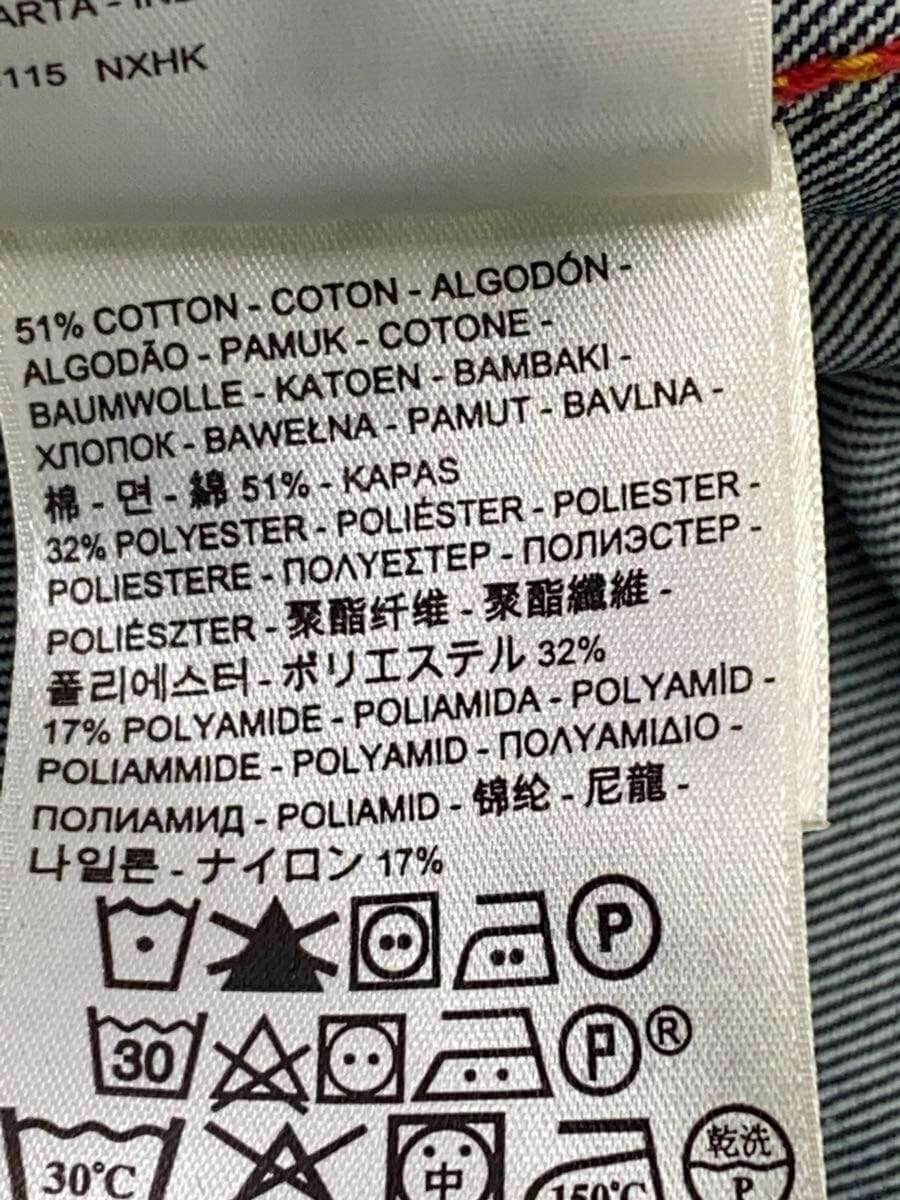 115 NXHK
51% COTTON - COTON - ALGODÓN -
ALGODÃO - PAMUK - COTONE -
BAUMWOLLE - KATOEN - BAMBAKI -
ХЛОПОК - BAWEŁNA - PAMUT - BAVLNA -
棉 - 면 - 綿 51% - KAPAS
32% POLYESTER - POLIÉSTER - POLIESTER -
POLIESTERE - ΠΟΛΥΕΣΤΕΡ - ПОЛИЭСТЕР -
POLIÉSZTER - 聚酯纤维 - 聚酯纖維 -
폴리에스터 - ポリエステル 32%
17% POLYAMIDE - POLIAMIDA - POLYAMİD -
POLIAMMIDE - POLYAMID - ΠΟΛΥΑΜΙΔΙΟ -
ПОЛИАМИД - POLIAMID - 锦纶 - 尼龍 -
나일론 - ナイロン 17%
P
30 P ®
30°C 中 150°C 乾洗 P